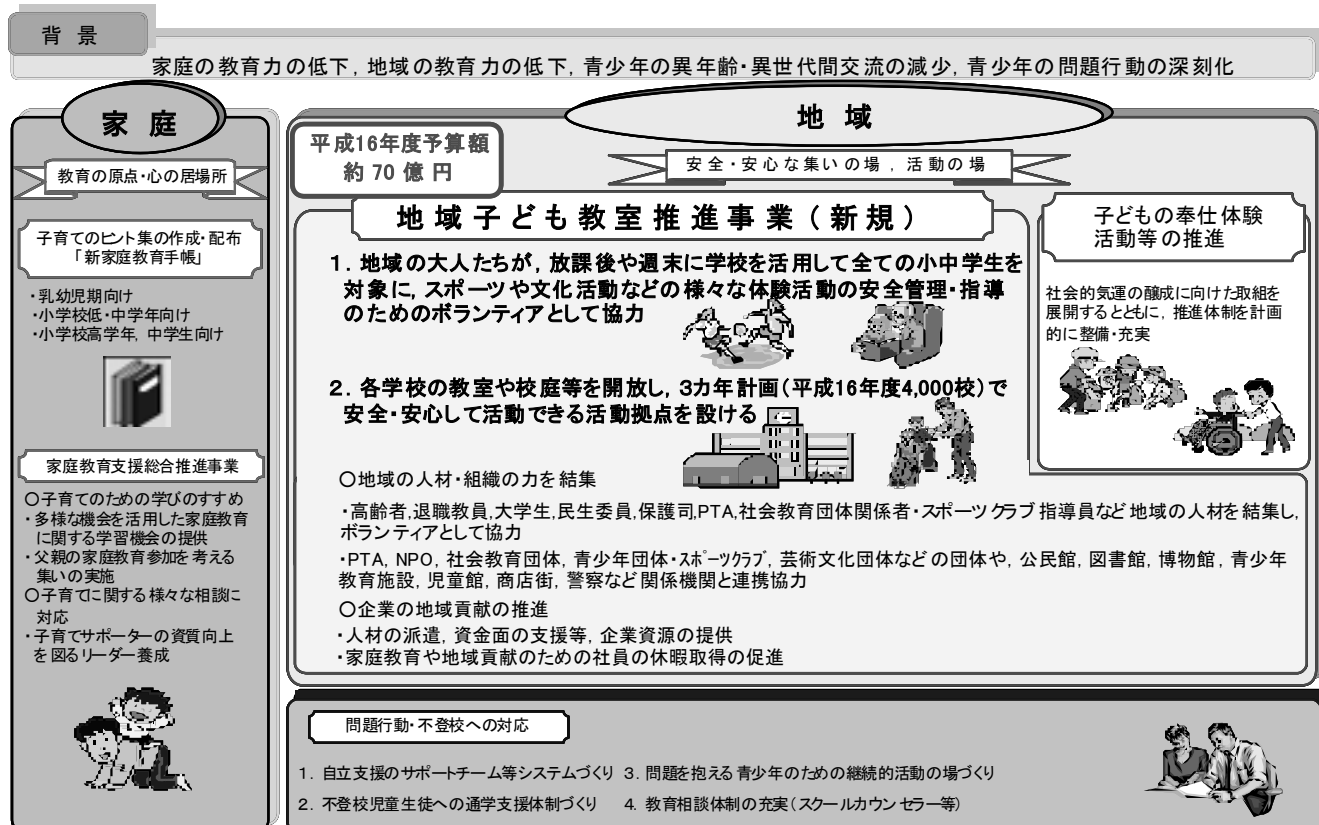 背 景
家庭の教育力の低下，地域の教育力の低下，青少年の異年齢・異世代間交流の減少，青少年の問題行動の深刻化
家 庭
教育の原点・心の居場所
子育てのヒント集の作成・配布
「新家庭教育手帳」
・乳幼児期向け
・小学校低・中学年向け
・小学校高学年，中学生向け
家庭教育支援総合推進事業
○子育てのための学びのすすめ
・多様な機会を活用した家庭教育
に関する学習機会の提供
・父親の家庭教育参加を考える
集いの実施
○子育てに関する様々な相談に
対応
・子育てサポーターの資質向上
を図るリーダー養成
地 域
平成16年度予算額
約 70 億 円
安全・安心な集いの場 ，活動の場
地 域 子 ど も 教 室 推 進 事 業 （ 新 規 ）
１．地域の大人たちが，放課後や週末に学校を活用して全ての小中学生を
対象に，スポーツや文化活動などの様々な体験活動の安全管理・指導
のためのボランティアとして協力
２．各学校の教室や校庭等を開放し，3カ年計画（平成16年度4,000校）で
安全・安心して活動できる活動拠点を設ける
○地域の人材・組織の力を結集
・高齢者,退職教員,大学生,民生委員,保護司,PTA,社会教育団体関係者・スポーツクラブ指導員など地域の人材を結集し，
ボランティアとして協力
・PTA, NPO, 社会教育団体, 青少年団体・ｽﾎﾟｰﾂｸﾗﾌﾞ, 芸術文化団体などの団体や, 公民館, 図書館, 博物館, 青少年
教育施設, 児童館, 商店街, 警察など関係機関と連携協力
○企業の地域貢献の推進
・人材の派遣, 資金面の支援等, 企業資源の提供
・家庭教育や地域貢献のための社員の休暇取得の促進
子どもの奉仕体験
活動等の推進
社会的気運の醸成に向けた取組を
展開するとともに，推進体制を計画
的に整備・充実
問題行動・不登校への対応
1．自立支援のサポートチーム等システムづくり 3．問題を抱える青少年のための継続的活動の場づくり
2．不登校児童生徒への通学支援体制づくり 4．教育相談体制の充実（スクールカウンセラー等）